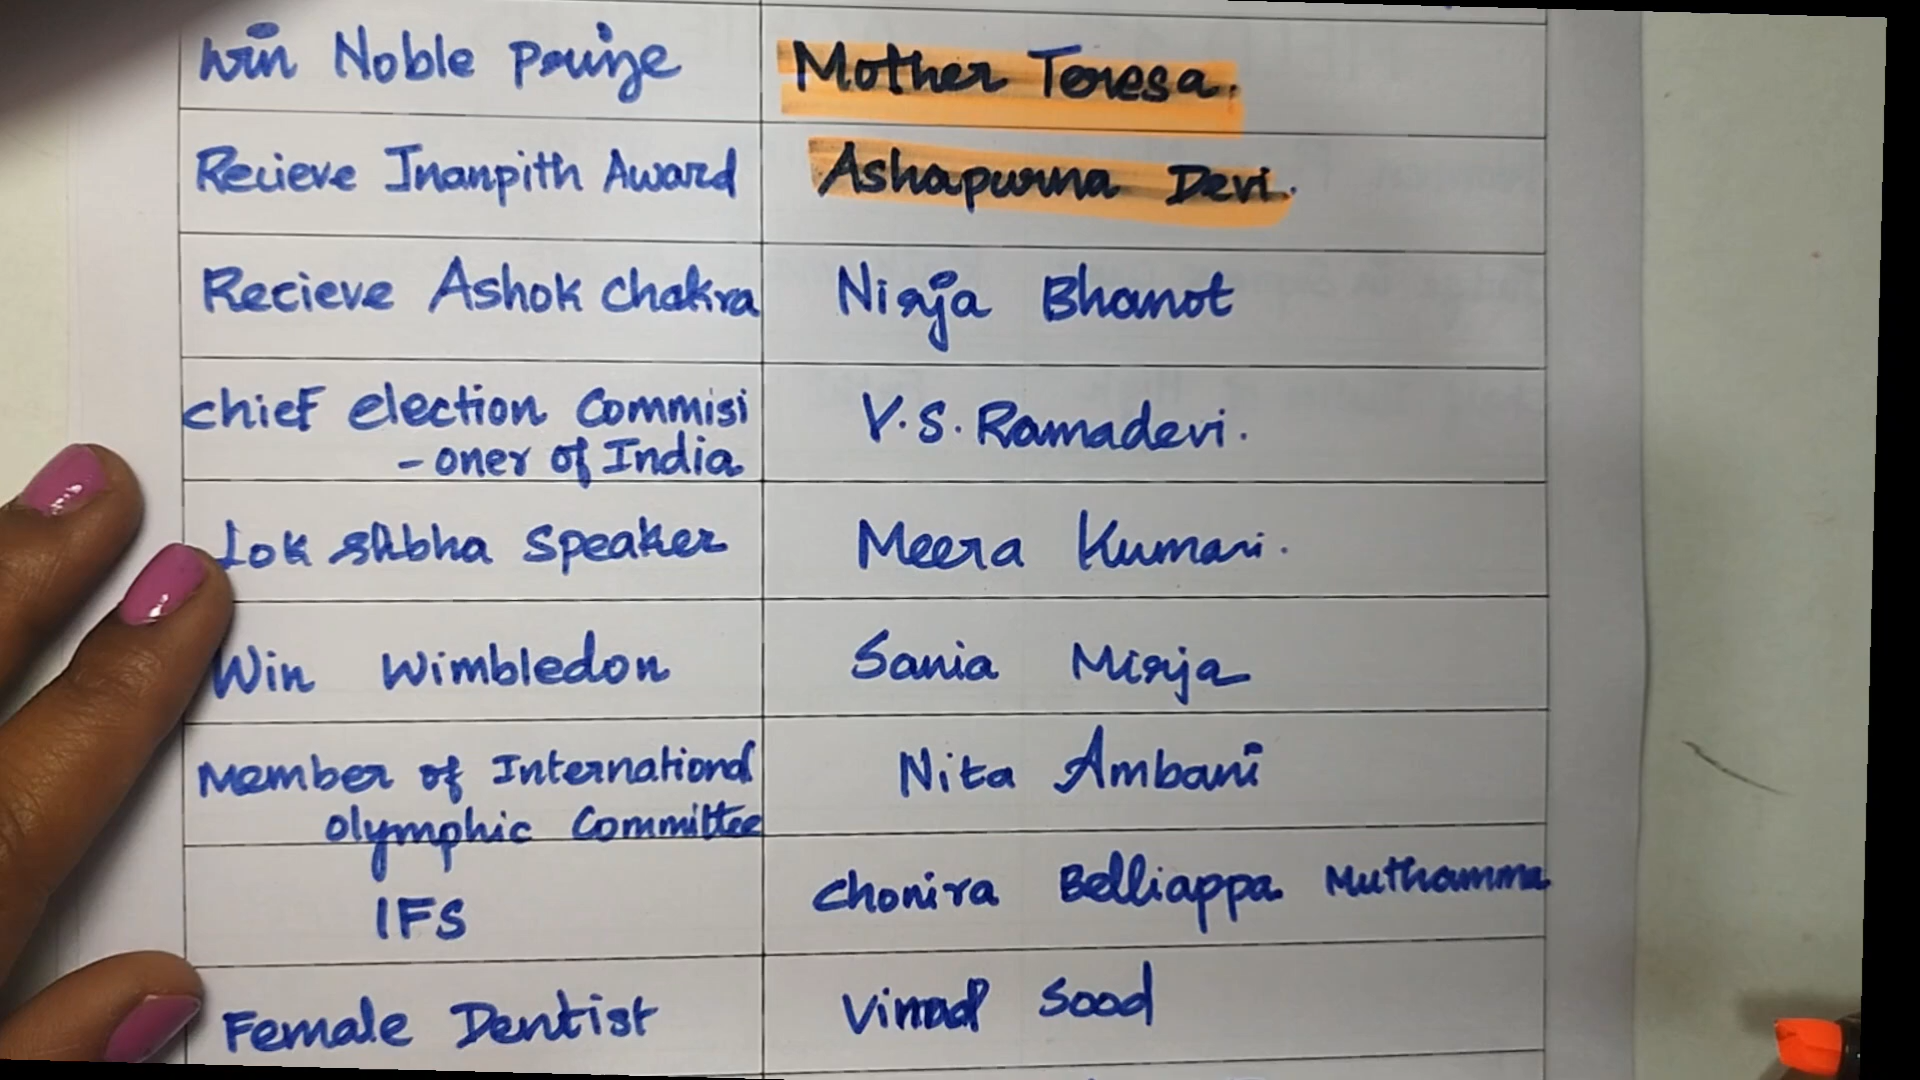 Win Noble Prize Mother Teresa.
Recieve Jnanpith Award Ashapurna Devi.
Recieve Ashok Chakra Nirja Bhanot
Chief election Commisi V.S. Ramadevi.
- oner of India
Lok Shbha Speaker Meera Kumari.
Win Wimbledon Sania Mirja
Member of International Nita Ambani
Olymphic Committee
IFS Chonira Belliappa Muthamma
Female Dentist Sood